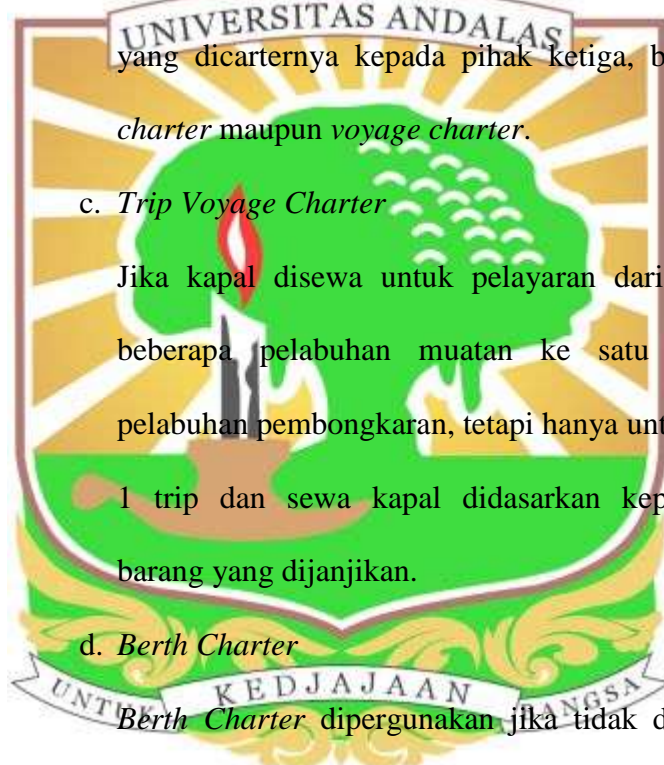 UNIVERSITAS ANDALAS
yang dicarternya kepada pihak ketiga, b
charter maupun voyage charter.
c. Trip Voyage Charter
Jika kapal disewa untuk pelayaran dari
beberapa pelabuhan muatan ke satu
pelabuhan pembongkaran, tetapi hanya unt
1 trip dan sewa kapal didasarkan kep
barang yang dijanjikan.
d. Berth Charter
UNTUK KEDJAJAAN BANGSA
Berth Charter dipergunakan jika tidak d